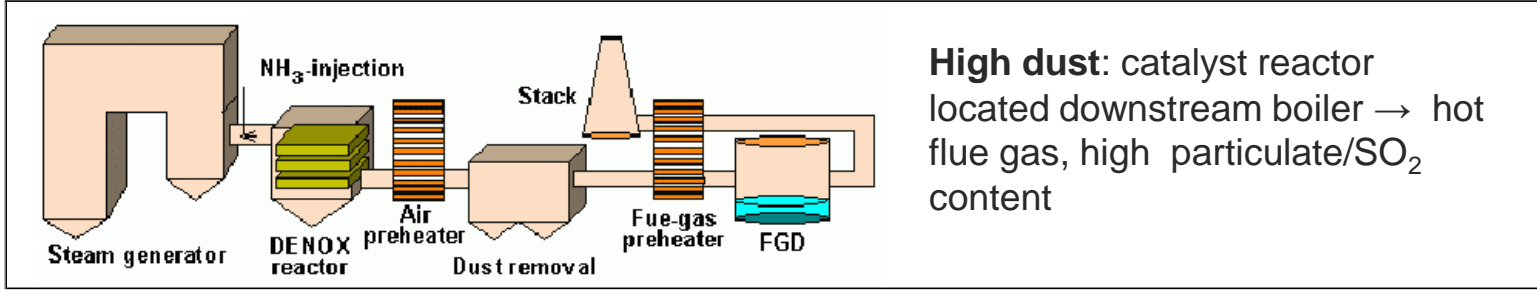 NH₃-injection
Stack
Steam generator
DENOX
reactor
Air
preheater
Dust removal
Fue-gas
preheater
FGD
High dust: catalyst reactor
located downstream boiler → hot
flue gas, high particulate/SO₂
content